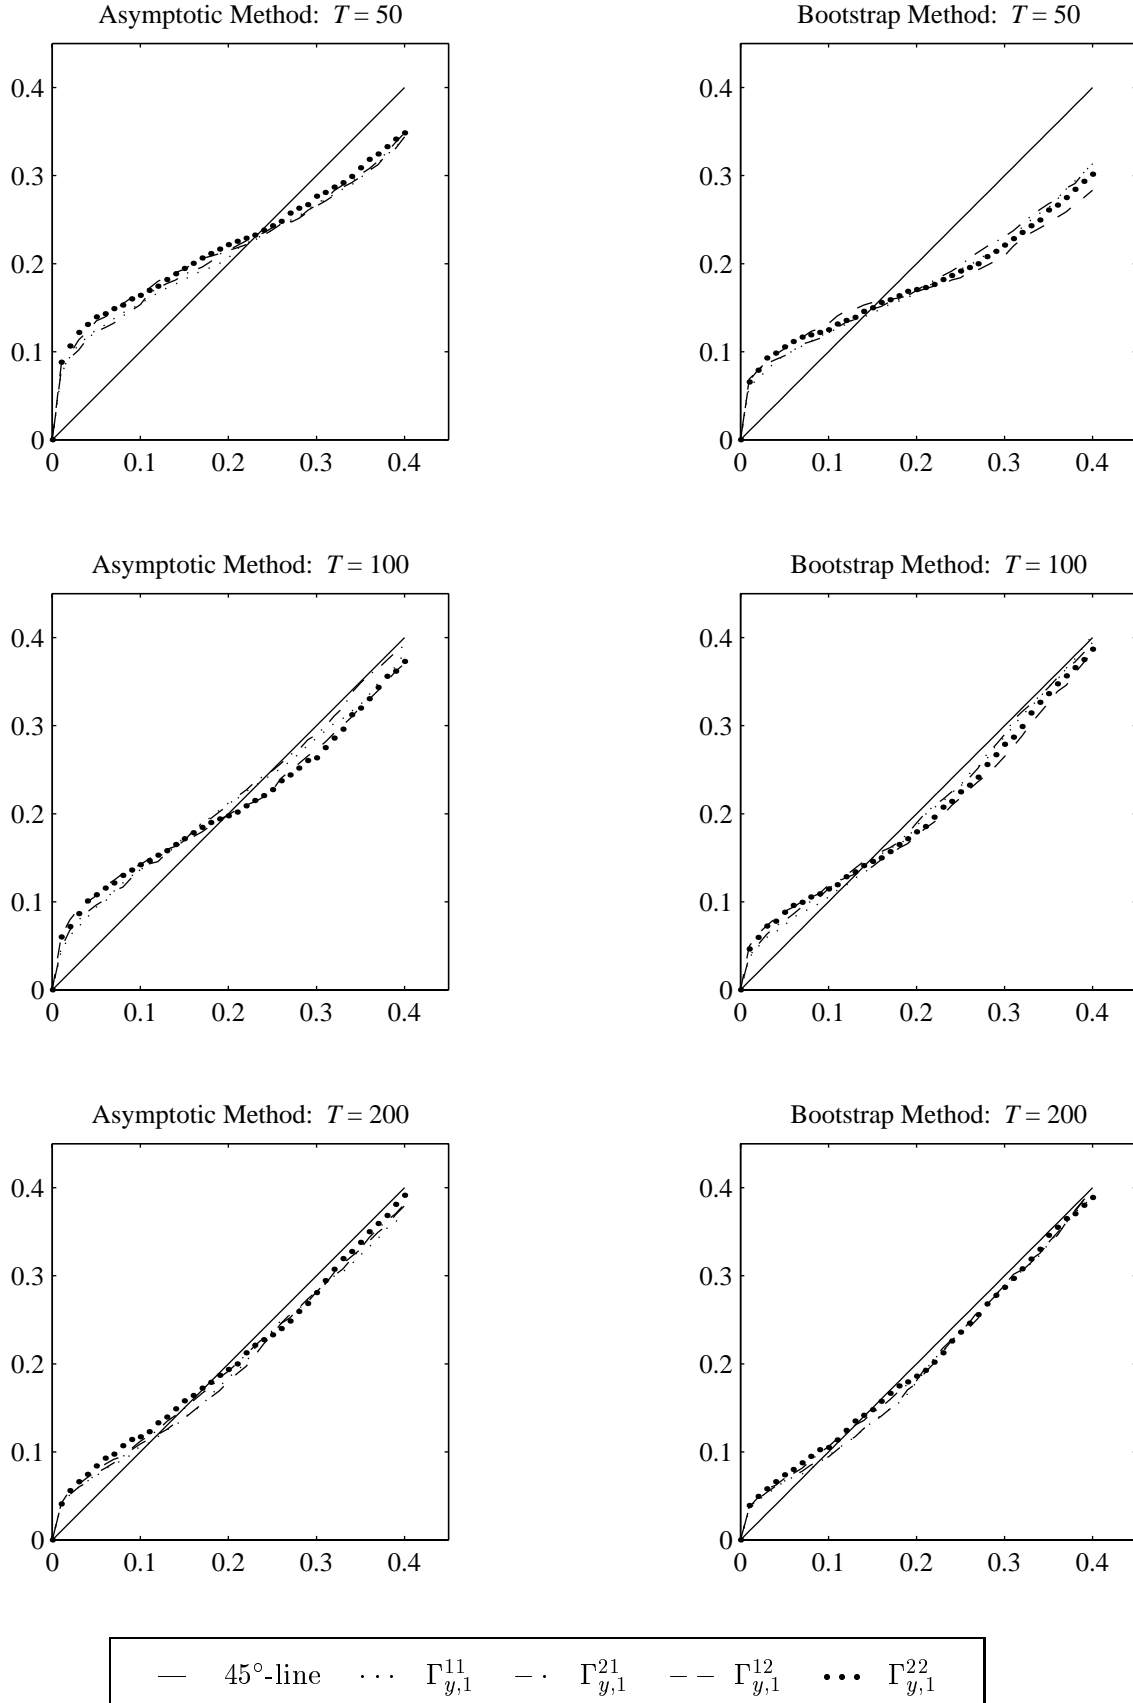 Asymptotic Method: T = 50
0.4
0.3
0.2
0.1
0
0 0.1 0.2 0.3 0.4
Bootstrap Method: T = 50
0.4
0.3
0.2
0.1
0
0 0.1 0.2 0.3 0.4
Asymptotic Method: T = 100
0.4
0.3
0.2
0.1
0
0 0.1 0.2 0.3 0.4
Bootstrap Method: T = 100
0.4
0.3
0.2
0.1
0
0 0.1 0.2 0.3 0.4
Asymptotic Method: T = 200
0.4
0.3
0.2
0.1
0
0 0.1 0.2 0.3 0.4
Bootstrap Method: T = 200
0.4
0.3
0.2
0.1
0
0 0.1 0.2 0.3 0.4
45°-line Γ^{11}_{y,1} Γ^{21}_{y,1} Γ^{12}_{y,1} Γ^{22}_{y,1}